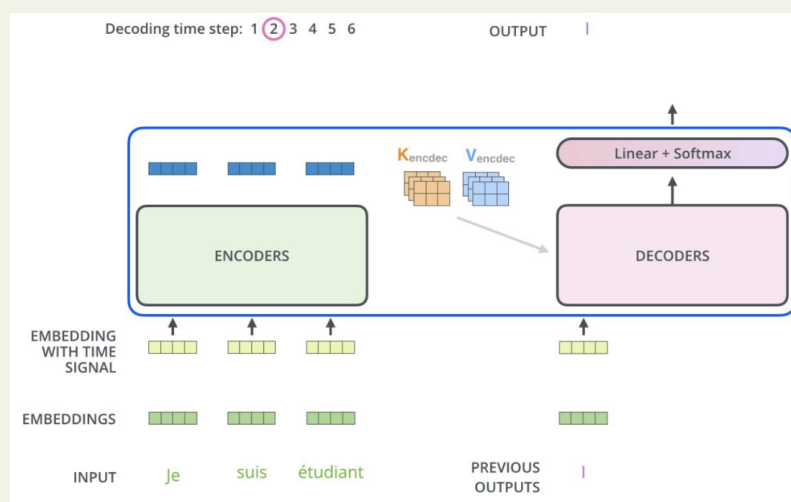 Decoding time step: 1 2 3 4 5 6
OUTPUT I
Kencdec Vencdec
Linear + Softmax
ENCODERS
DECODERS
EMBEDDING
WITH TIME
SIGNAL
EMBEDDINGS
INPUT Je suis étudiant
PREVIOUS
OUTPUTS
I